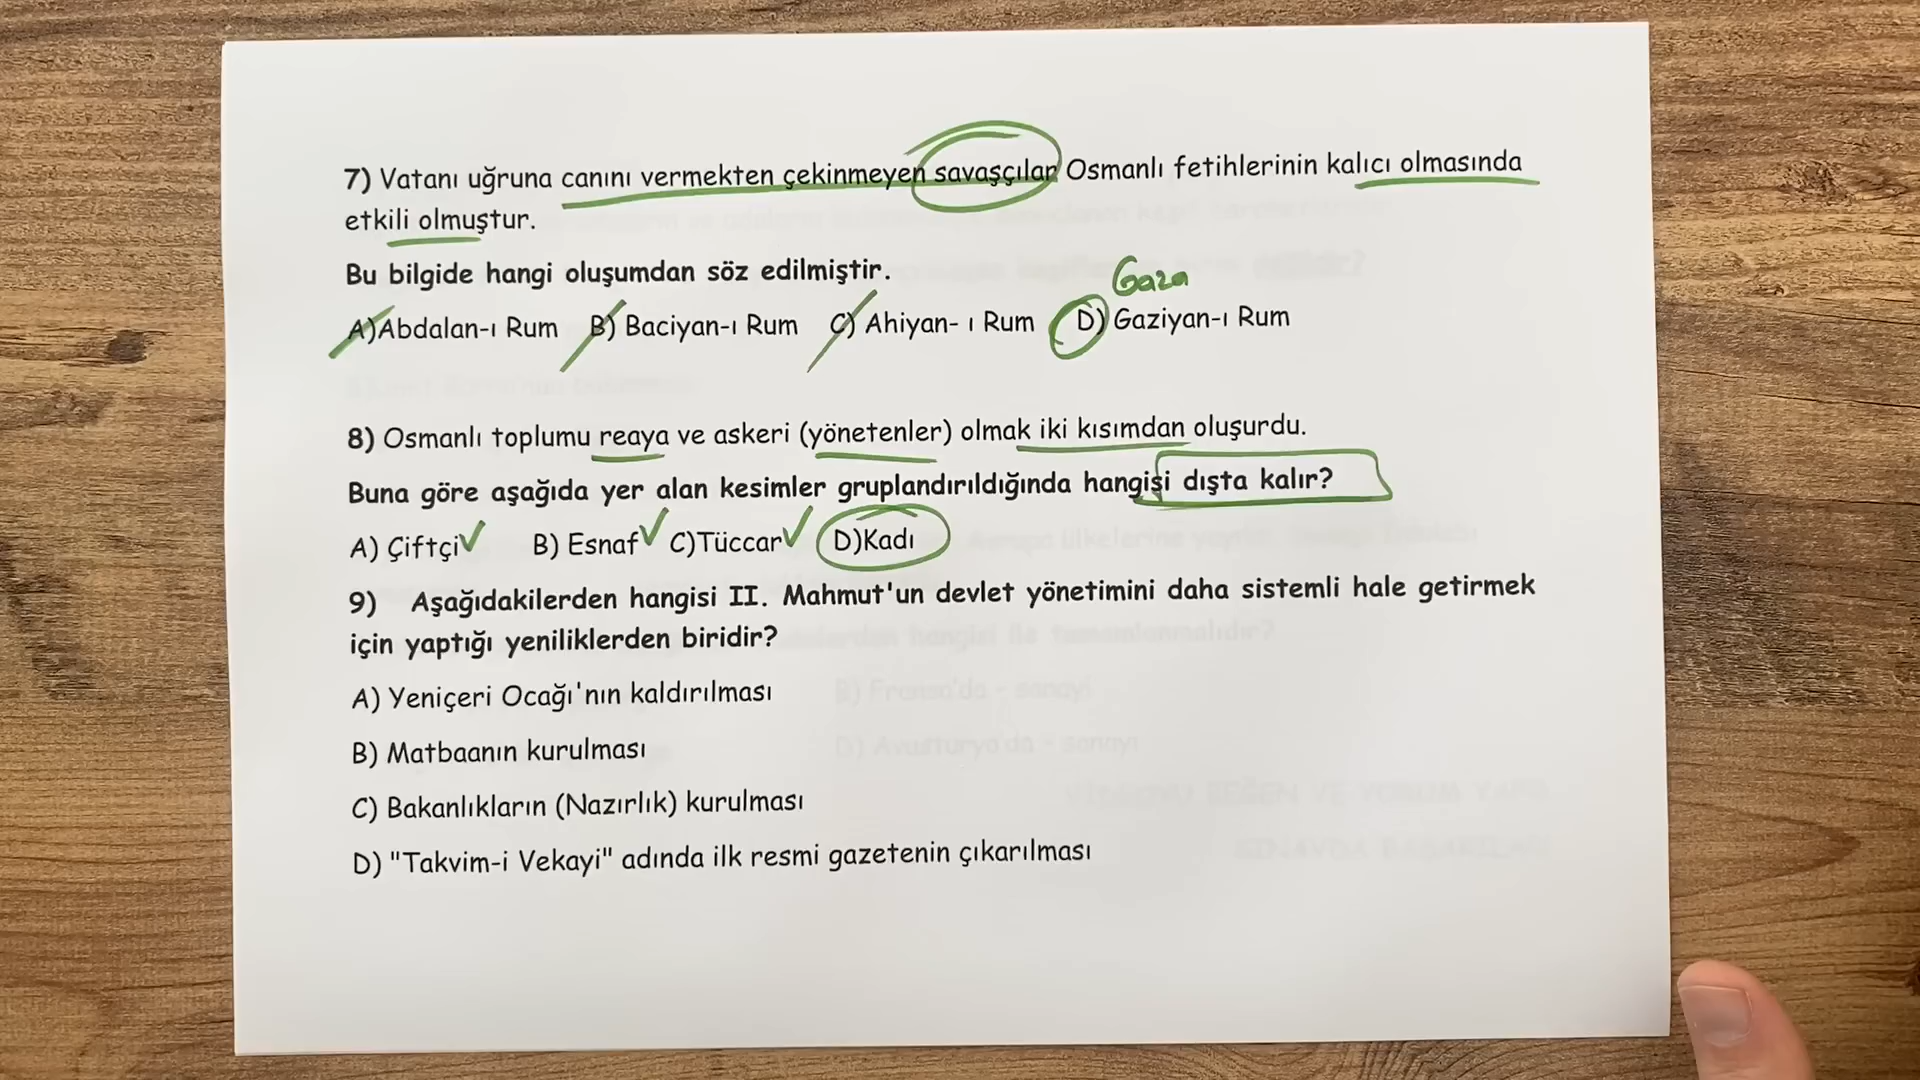 7) Vatanı uğruna canını vermekten çekinmeyen savaşçılar Osmanlı fetihlerinin kalıcı olmasında
etkili olmuştur.
Bu bilgide hangi oluşumdan söz edilmiştir.
Gaza
A)Abdalan-ı Rum B) Baciyan-ı Rum C) Ahiyan- ı Rum D) Gaziyan-ı Rum
8) Osmanlı toplumu reaya ve askeri (yönetenler) olmak iki kısımdan oluşurdu.
Buna göre aşağıda yer alan kesimler gruplandırıldığında hangisi dışta kalır?
A) Çiftçi B) Esnaf C)Tüccar D)Kadı
9) Aşağıdakilerden hangisi II. Mahmut'un devlet yönetimini daha sistemli hale getirmek
için yaptığı yeniliklerden biridir?
A) Yeniçeri Ocağı'nın kaldırılması
B) Matbaanın kurulması
C) Bakanlıkların (Nazırlık) kurulması
D) "Takvim-i Vekayi" adında ilk resmi gazetenin çıkarılması